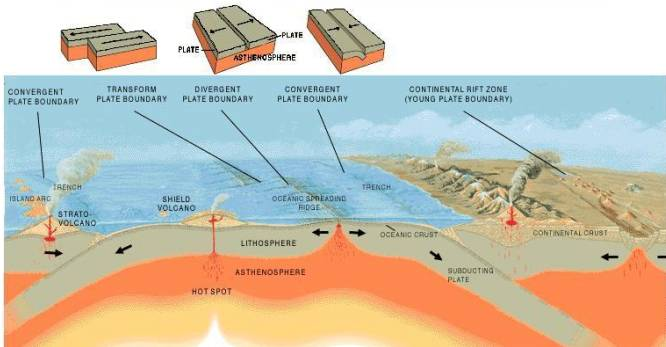 PLATE
PLATE
ASTHENOSPHERE
CONVERGENT
PLATE BOUNDARY
TRANSFORM
PLATE BOUNDARY
DIVERGENT
PLATE BOUNDARY
CONVERGENT
PLATE BOUNDARY
CONTINENTAL RIFT ZONE
(YOUNG PLATE BOUNDARY)
TRENCH
ISLAND ARC
STRATO-
VOLCANO
SHIELD
VOLCANO
OCEANIC SPREADING
RIDGE
TRENCH
LITHOSPHERE
OCEANIC CRUST
CONTINENTAL CRUST
ASTHENOSPHERE
SUBDUCTING
PLATE
HOT SPOT